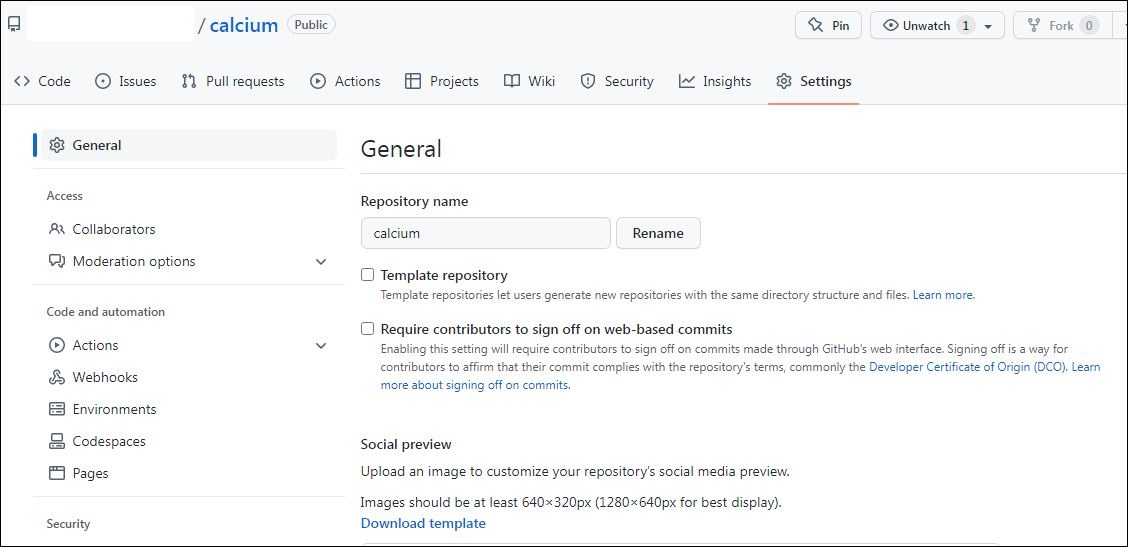 / calcium Public Pin Unwatch 1 Fork 0
Code Issues Pull requests Actions Projects Wiki Security Insights Settings
General
Access
Collaborators
Moderation options
Code and automation
Actions
Webhooks
Environments
Codespaces
Pages
Security
General
Repository name
calcium Rename
Template repository
Template repositories let users generate new repositories with the same directory structure and files. Learn more.
Require contributors to sign off on web-based commits
Enabling this setting will require contributors to sign off on commits made through GitHub's web interface. Signing off is a way for
contributors to affirm that their commit complies with the repository's terms, commonly the Developer Certificate of Origin (DCO). Learn
more about signing off on commits.
Social preview
Upload an image to customize your repository's social media preview.
Images should be at least 640×320px (1280×640px for best display).
Download template